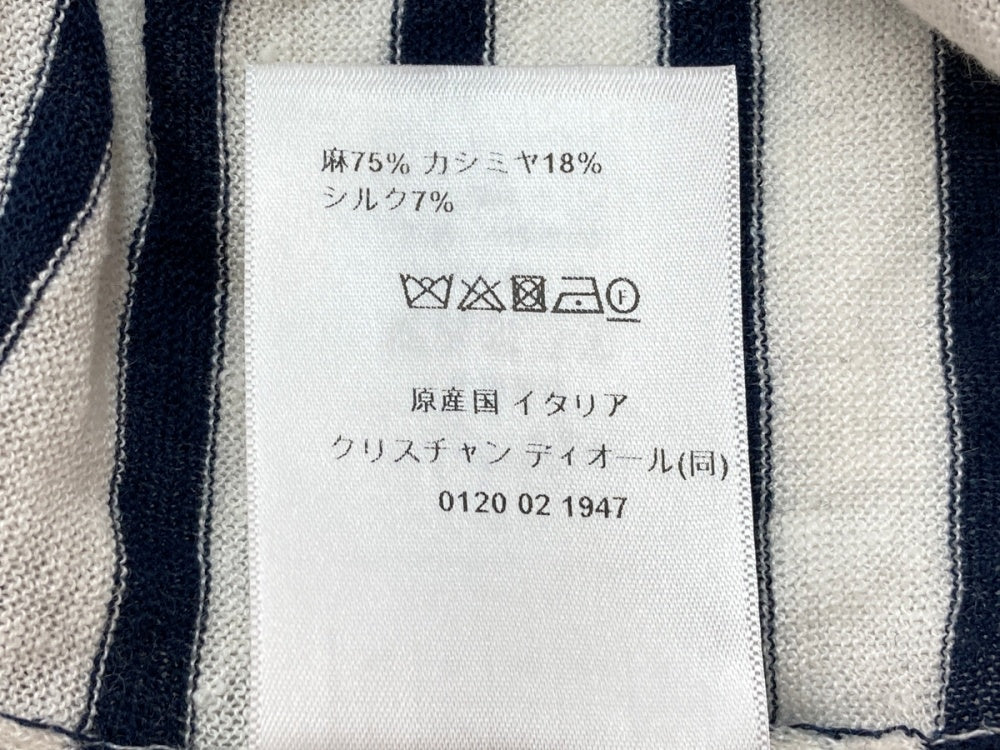 麻75% カシミヤ18%
シルク7%
F
原産国 イタリア
クリスチャン ディオール(同)
0120 02 1947